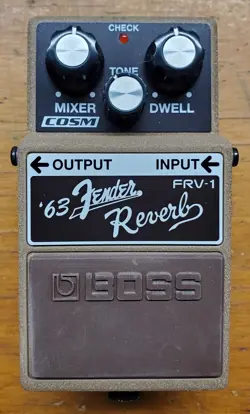 CHECK
TONE
MIXER DWELL
COSM
← OUTPUT INPUT ←
FRV-1
'63 Fender
Reverb
BOSS